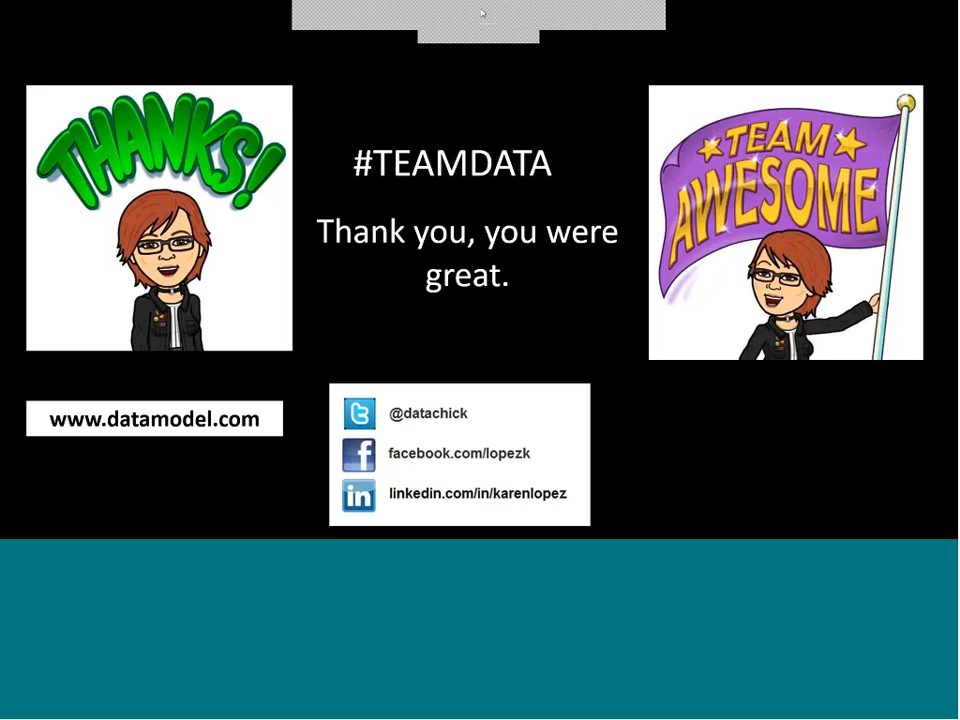 THANKS!
#TEAMDATA
Thank you, you were
great.
TEAM
AWESOME
www.datamodel.com
@datachick
facebook.com/lopezk
linkedin.com/in/karenlopez